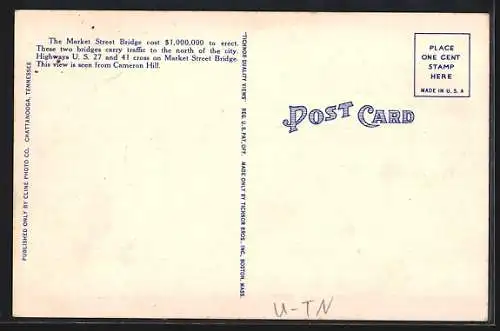 The Market Street Bridge cost $1,000,000 to erect.
These two bridges carry traffic to the north of the city.
Highways U. S. 27 and 41 cross on Market Street Bridge.
This view is seen from Cameron Hill.
PUBLISHED ONLY BY CLINE PHOTO CO. CHATTANOOGA, TENNESSEE
"TICHNOR QUALITY VIEWS" REG. U.S. PAT. OFF. MADE ONLY BY TICHNOR BROS., INC., BOSTON, MASS.
POST CARD
PLACE
ONE CENT
STAMP
HERE
MADE IN U. S. A
U-TN